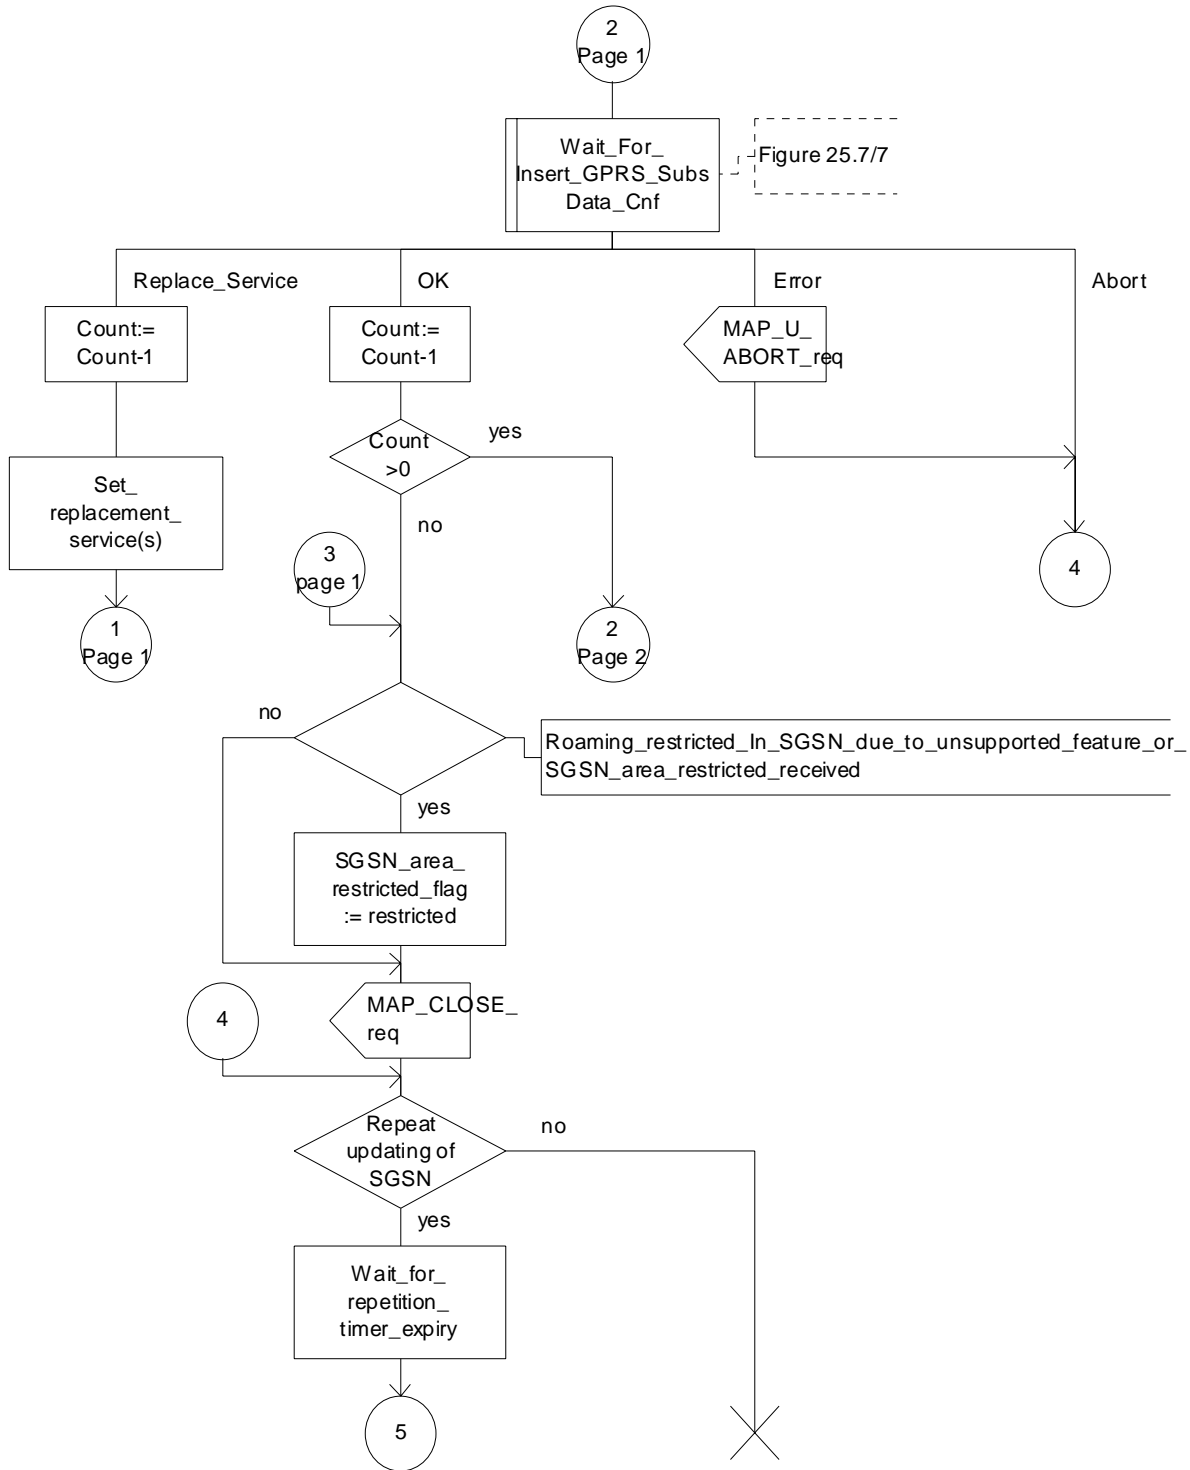 2
Page 1
Wait_For_
Insert_GPRS_Subs
Data_Cnf
Figure 25.7/7
Replace_Service
OK
Error
Abort
Count:=
Count-1
Count:=
Count-1
MAP_U_
ABORT_req
Count
>0
yes
no
Set_
replacement_
service(s)
3
page 1
4
1
Page 1
2
Page 2
no
Roaming_restricted_In_SGSN_due_to_unsupported_feature_or_
SGSN_area_restricted_received
yes
SGSN_area_
restricted_flag
:= restricted
4
MAP_CLOSE_
req
Repeat
updating of
SGSN
no
yes
Wait_for_
repetition_
timer_expiry
5